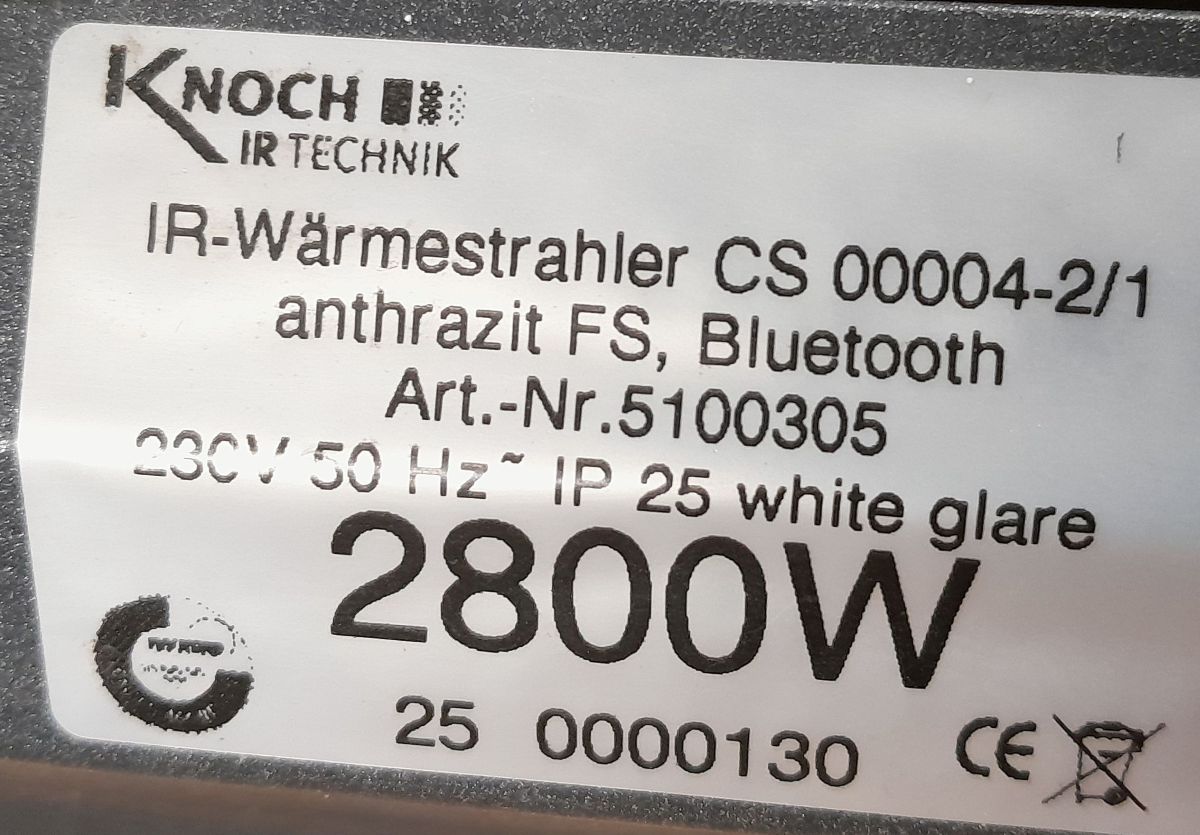 KNOCH
IR TECHNIK
IR-Wärmestrahler CS 00004-2/1
anthrazit FS, Bluetooth
Art.-Nr.5100305
230V 50 Hz~ IP 25 white glare
2800W
25 0000130
CE